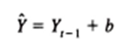 Ŷ = Y_{t−1} + b